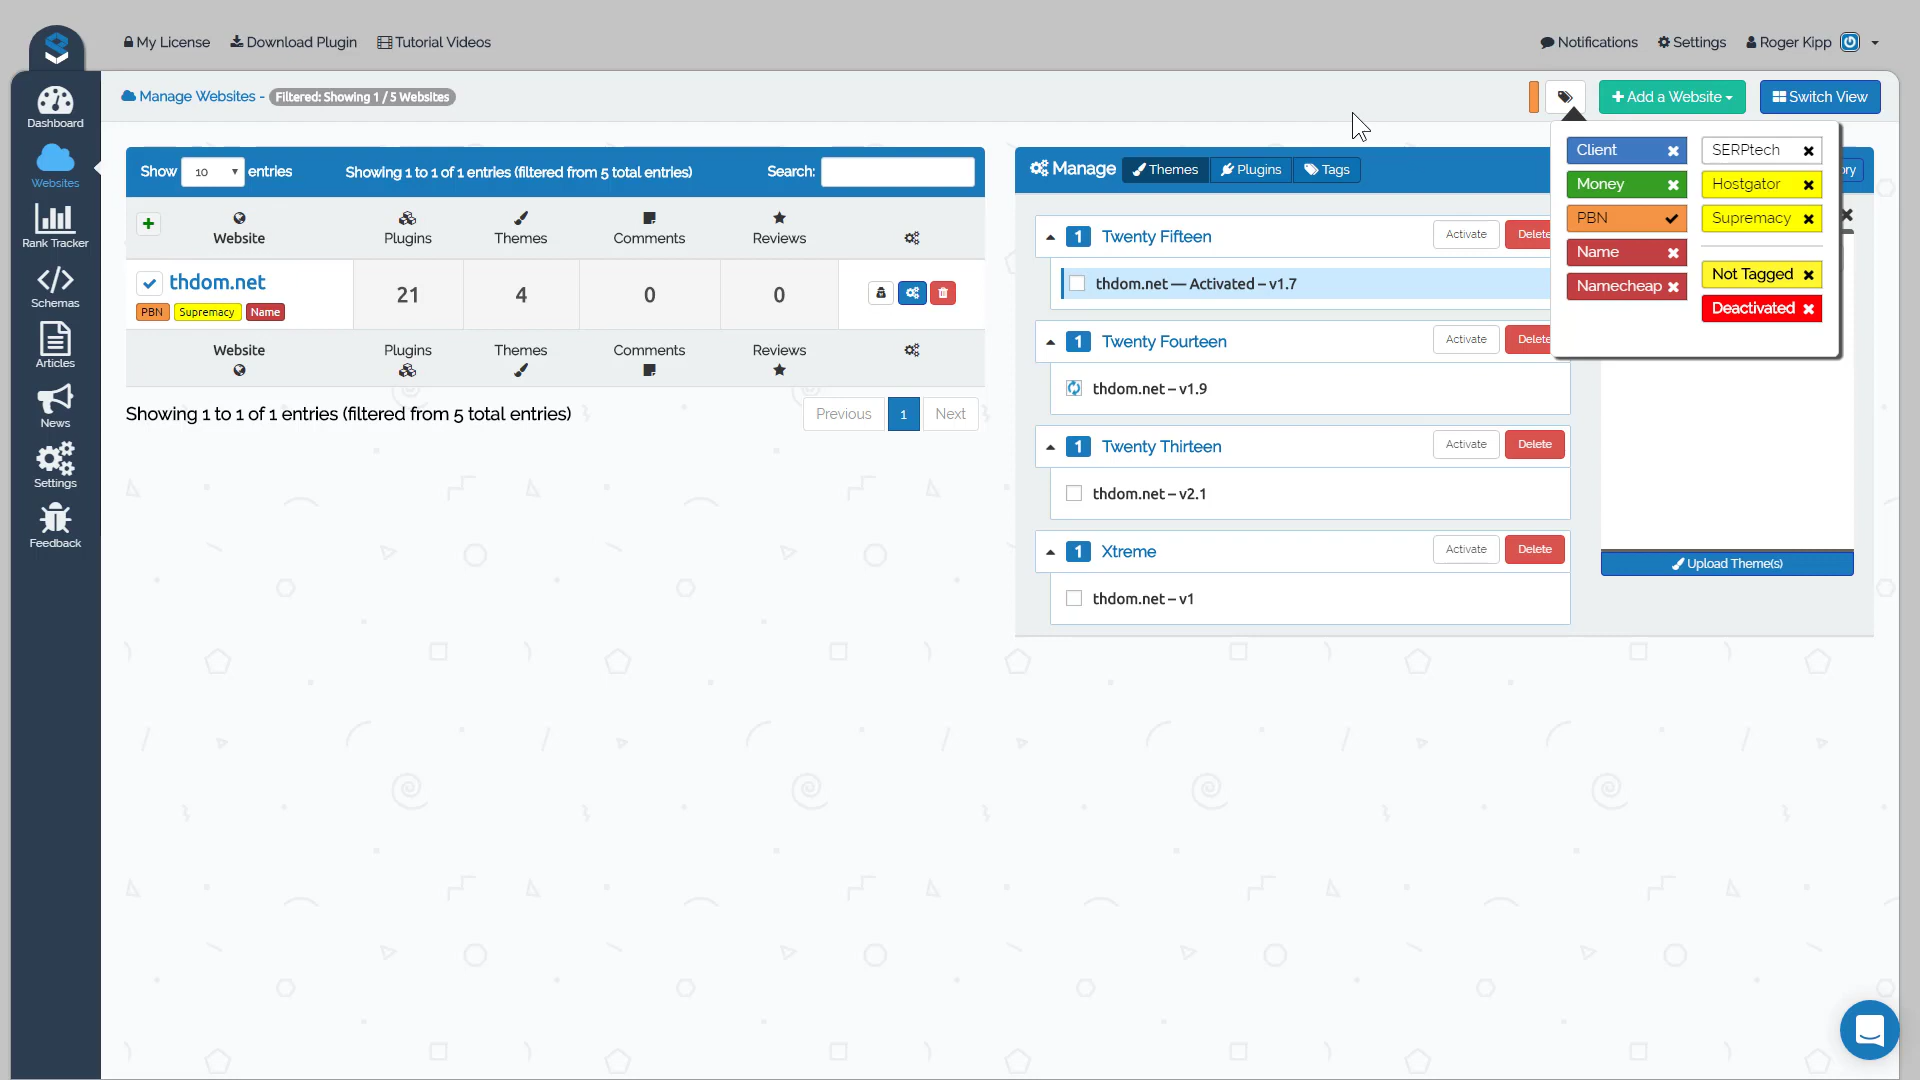 My License
Download Plugin
Tutorial Videos
Notifications
Settings
Roger Kipp
Dashboard
Websites
Rank Tracker
Schemas
Articles
News
Settings
Feedback
Manage Websites -
Filtered: Showing 1 / 5 Websites
Add a Website
Switch View
Show 10 entries
Showing 1 to 1 of 1 entries (filtered from 5 total entries)
Search:
Website
Plugins
Themes
Comments
Reviews
thdom.net
PBN
Supremacy
Name
21
4
0
0
Website
Plugins
Themes
Comments
Reviews
Showing 1 to 1 of 1 entries (filtered from 5 total entries)
Previous
1
Next
Manage
Themes
Plugins
Tags
1
Twenty Fifteen
Activate
Delete
thdom.net — Activated – v1.7
1
Twenty Fourteen
Activate
Delete
thdom.net – v1.9
1
Twenty Thirteen
Activate
Delete
thdom.net – v2.1
1
Xtreme
Activate
Delete
thdom.net – v1
Client
Money
PBN
Name
Namecheap
SERPtech
Hostgator
Supremacy
Not Tagged
Deactivated
ory
Upload Theme(s)